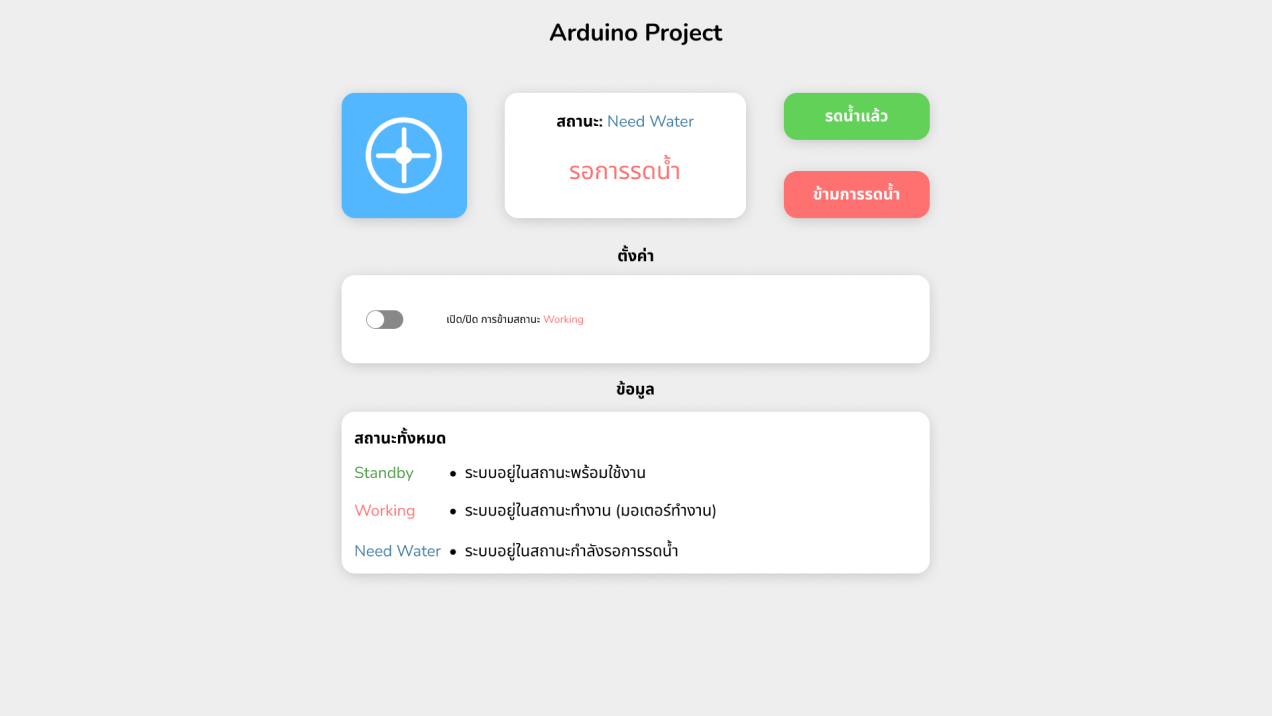 Arduino Project
สถานะ: Need Water
รอการรดน้ำ
รดน้ำแล้ว
ข้ามการรดน้ำ
ตั้งค่า
เปิด/ปิด การข้ามสถานะ Working
ข้อมูล
สถานะทั้งหมด
Standby • ระบบอยู่ในสถานะพร้อมใช้งาน
Working • ระบบอยู่ในสถานะทำงาน (มอเตอร์ทำงาน)
Need Water • ระบบอยู่ในสถานะกำลังรอการรดน้ำ